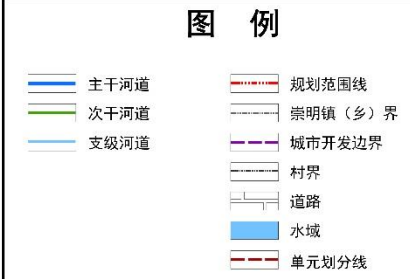 图 例
主干河道
次干河道
支级河道
规划范围线
崇明镇（乡）界
城市开发边界
村界
道路
水域
单元划分线